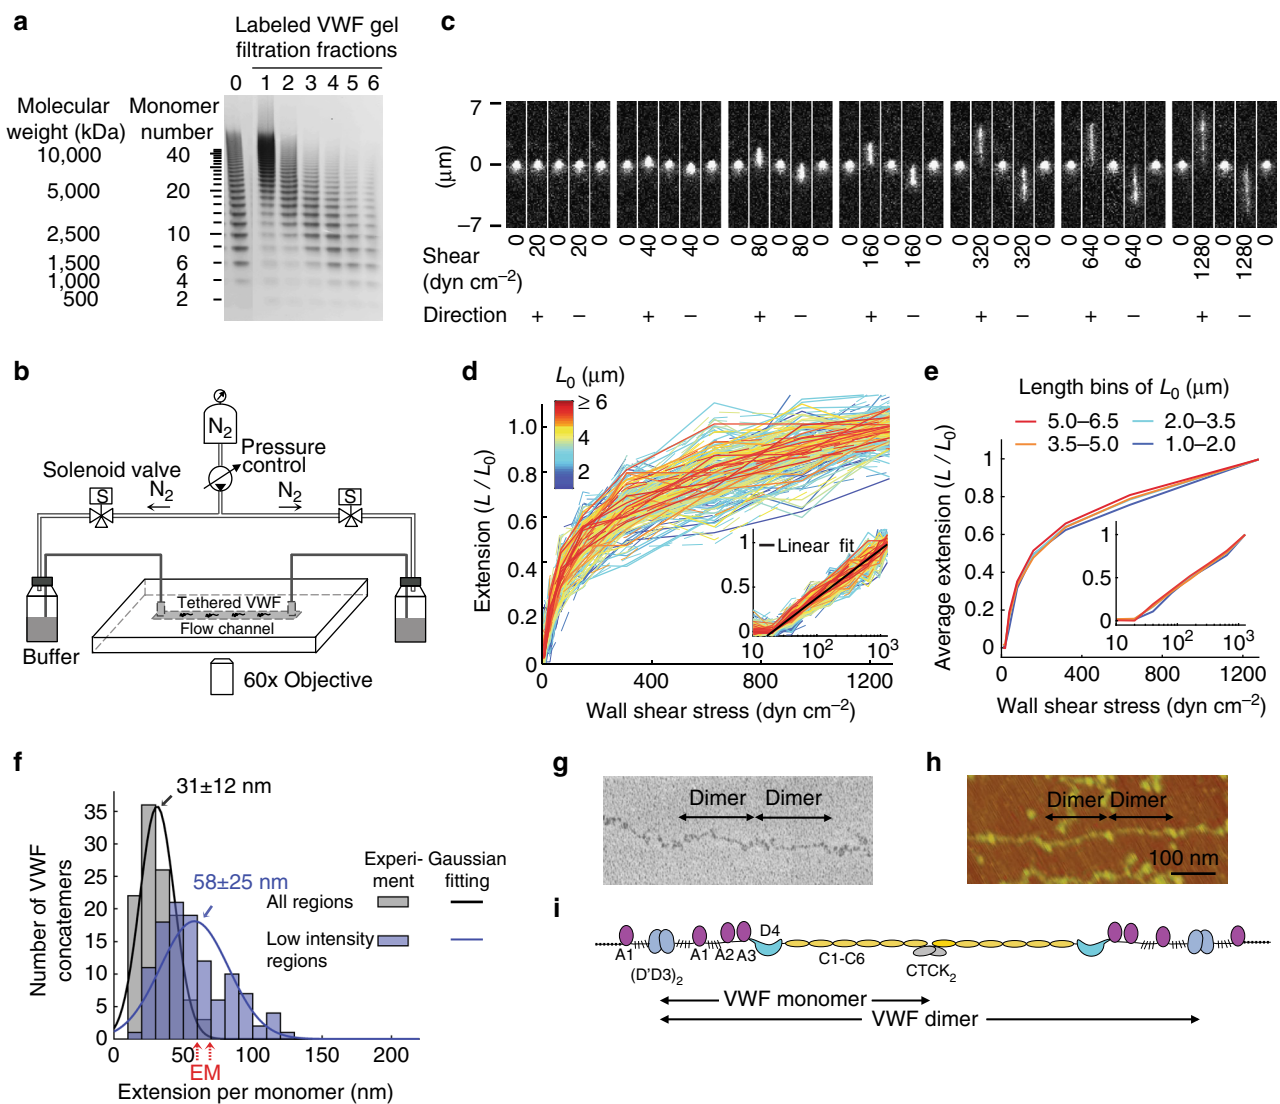 a
Labeled VWF gel
filtration fractions
0 1 2 3 4 5 6
Molecular
weight (kDa)
Monomer
number
10,000 40
5,000 20
2,500 10
1,500 6
1,000 4
500 2
c
7
0
−7
(μm)
0 20 0 20 0 0 40 0 40 0 0 80 0 80 0 0 160 0 160 0 0 320 0 320 0 0 640 0 640 0 0 1280 0 1280 0
Shear
(dyn cm−2)
Direction + − + − + − + − + − + − + −
b
N2
Pressure
control
Solenoid valve
S N2 N2 S
Tethered VWF
Flow channel
Buffer
60x Objective
d
L0 (μm)
≥ 6
4
2
Extension (L / L0)
1.0
0.8
0.6
0.4
0.2
0
0 400 800 1200
Wall shear stress (dyn cm−2)
1
0.5
0
Linear fit
10 10² 10³
e
Length bins of L0 (μm)
5.0–6.5 2.0–3.5
3.5–5.0 1.0–2.0
Average extension (L / L0)
1
0.8
0.6
0.4
0.2
0
0 400 800 1200
Wall shear stress (dyn cm−2)
1
0.5
0
10 10² 10³
f
31±12 nm
58±25 nm
Number of VWF
concatemers
35
30
25
20
15
10
5
0
0 50 100 150 200
EM
Extension per monomer (nm)
Experi-
ment
Gaussian
fitting
All regions
Low intensity
regions
g
Dimer Dimer
h
Dimer Dimer
100 nm
i
A1
(D'D3)2
A1 A2 A3
D4
C1-C6
CTCK2
VWF monomer
VWF dimer